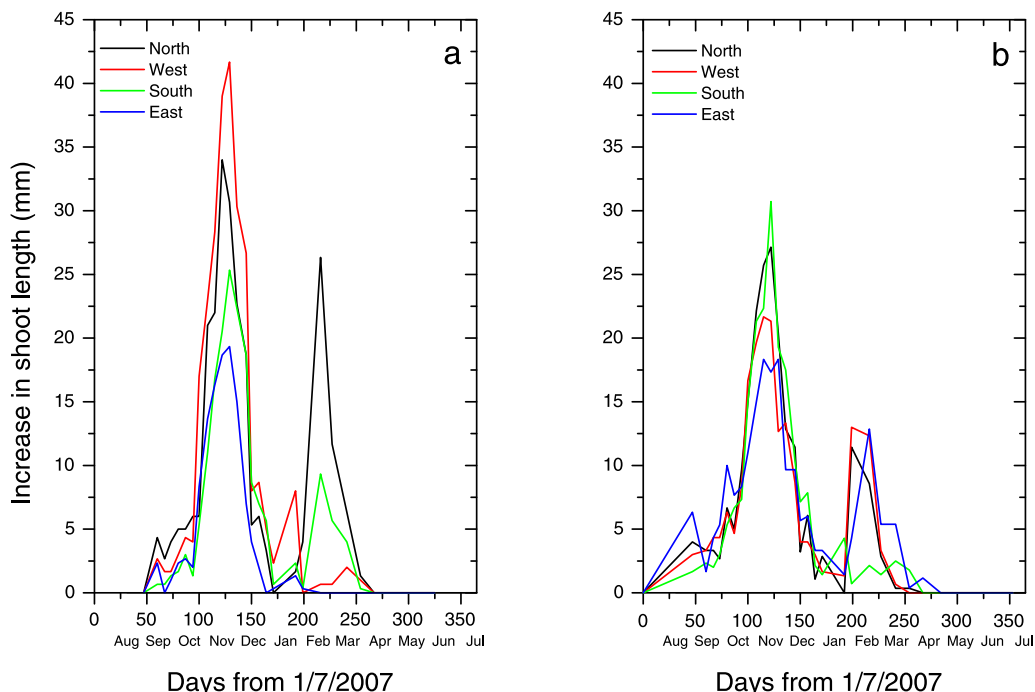 Increase in shoot length (mm)
45
40
35
30
25
20
15
10
5
0
North
West
South
East
a
0 50 100 150 200 250 300 350
Aug Sep Oct Nov Dec Jan Feb Mar Apr Jun Jul
Days from 1/7/2007
45
40
35
30
25
20
15
10
5
0
North
West
South
East
b
0 50 100 150 200 250 300 350
Aug Sep Oct Nov Dec Jan Feb Mar Apr Jun Jul
Days from 1/7/2007